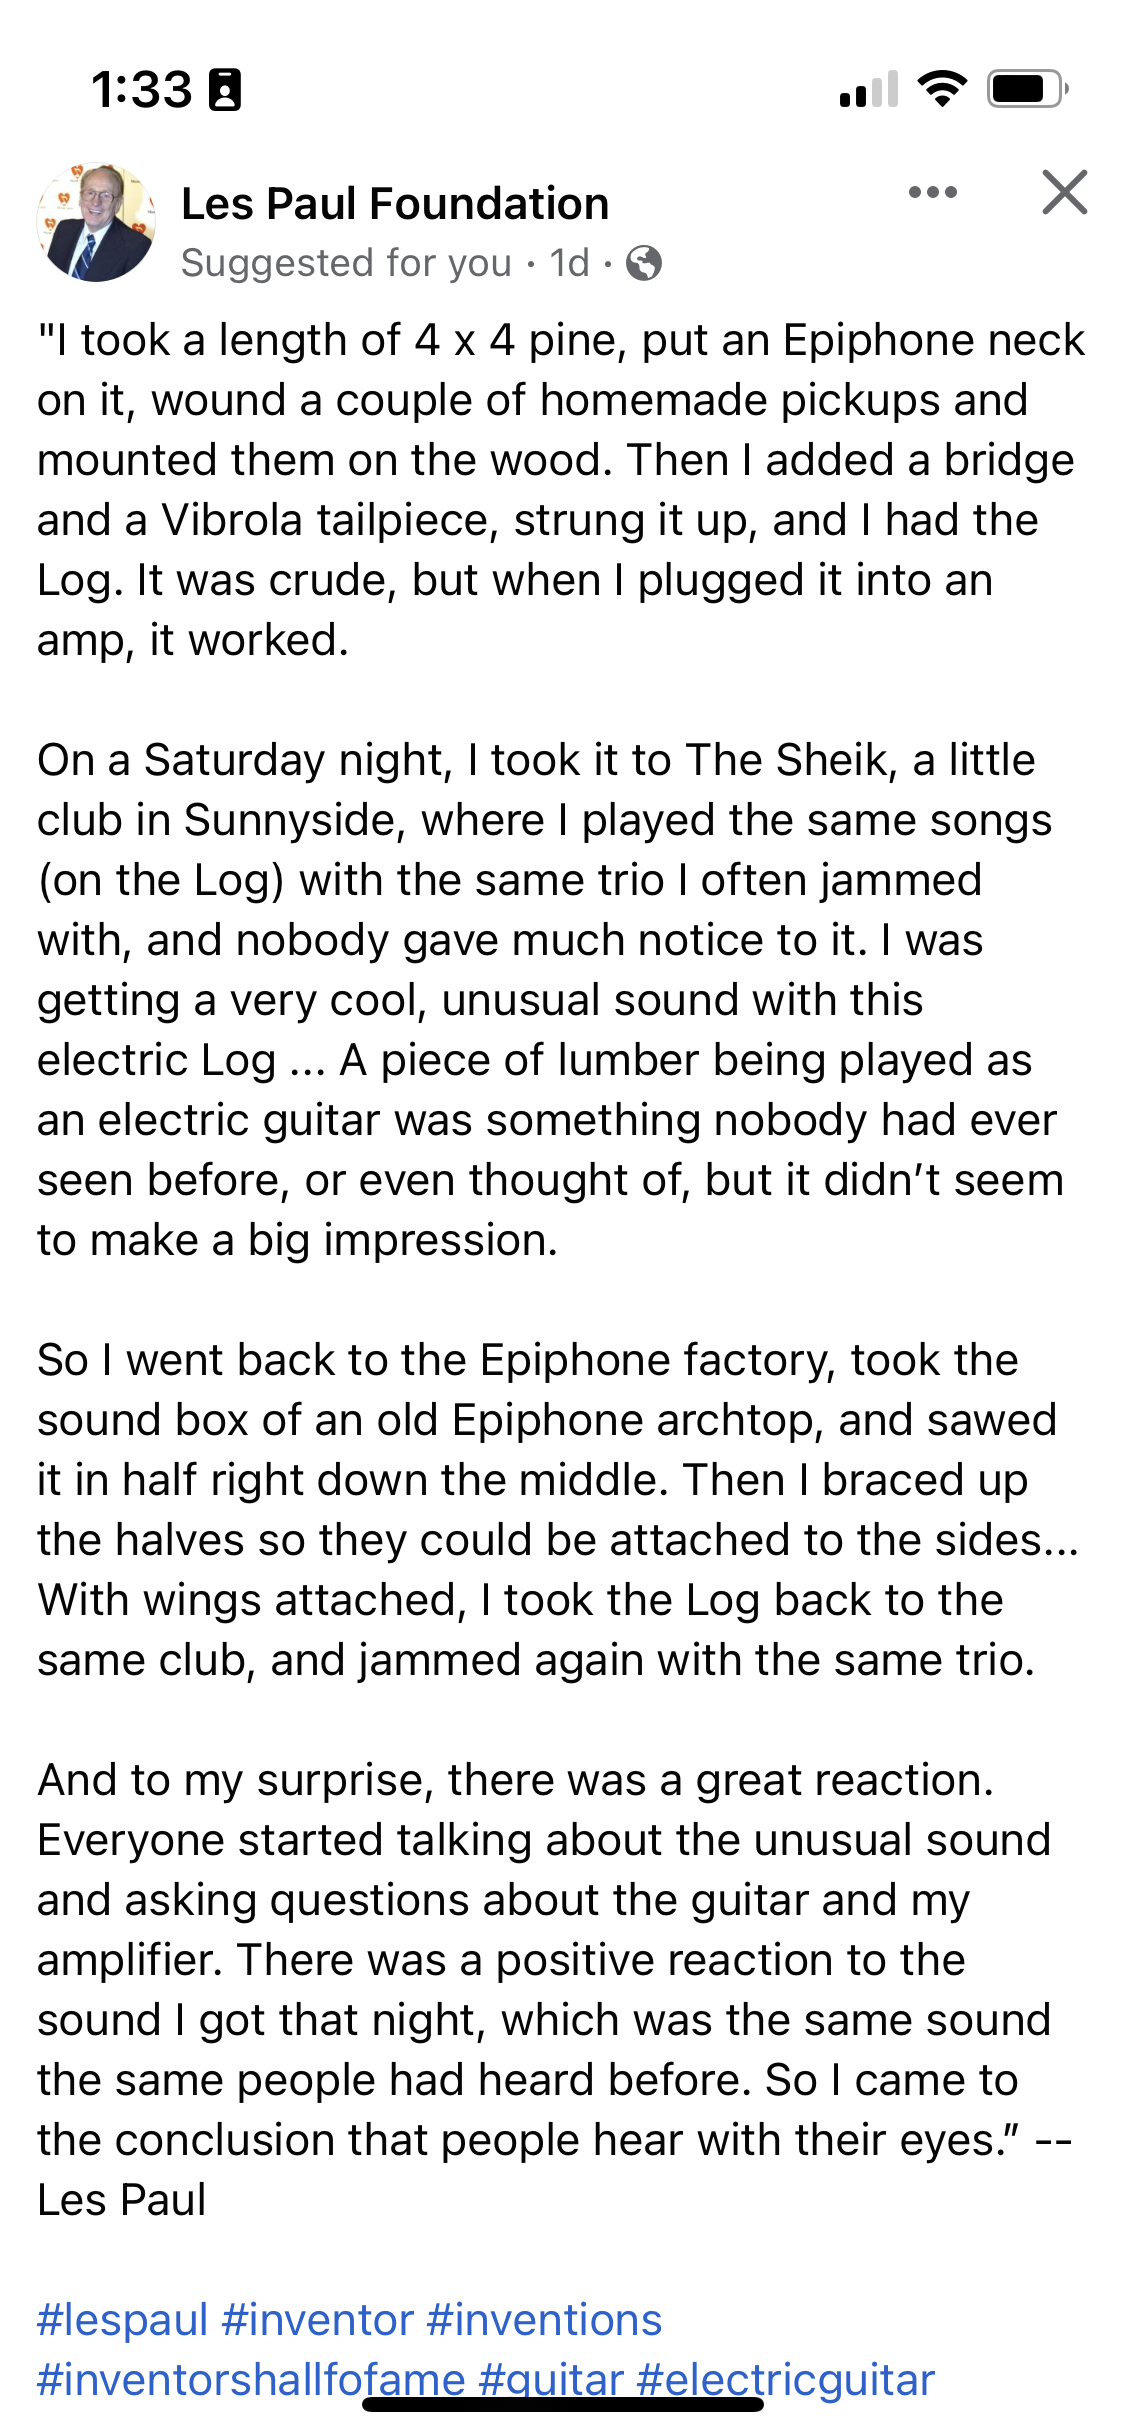 1:33
Les Paul Foundation
Suggested for you · 1d ·
"I took a length of 4 x 4 pine, put an Epiphone neck
on it, wound a couple of homemade pickups and
mounted them on the wood. Then I added a bridge
and a Vibrola tailpiece, strung it up, and I had the
Log. It was crude, but when I plugged it into an
amp, it worked.
On a Saturday night, I took it to The Sheik, a little
club in Sunnyside, where I played the same songs
(on the Log) with the same trio I often jammed
with, and nobody gave much notice to it. I was
getting a very cool, unusual sound with this
electric Log ... A piece of lumber being played as
an electric guitar was something nobody had ever
seen before, or even thought of, but it didn’t seem
to make a big impression.
So I went back to the Epiphone factory, took the
sound box of an old Epiphone archtop, and sawed
it in half right down the middle. Then I braced up
the halves so they could be attached to the sides...
With wings attached, I took the Log back to the
same club, and jammed again with the same trio.
And to my surprise, there was a great reaction.
Everyone started talking about the unusual sound
and asking questions about the guitar and my
amplifier. There was a positive reaction to the
sound I got that night, which was the same sound
the same people had heard before. So I came to
the conclusion that people hear with their eyes.” --
Les Paul
#lespaul #inventor #inventions
#inventorshallfofame #guitar #electricguitar